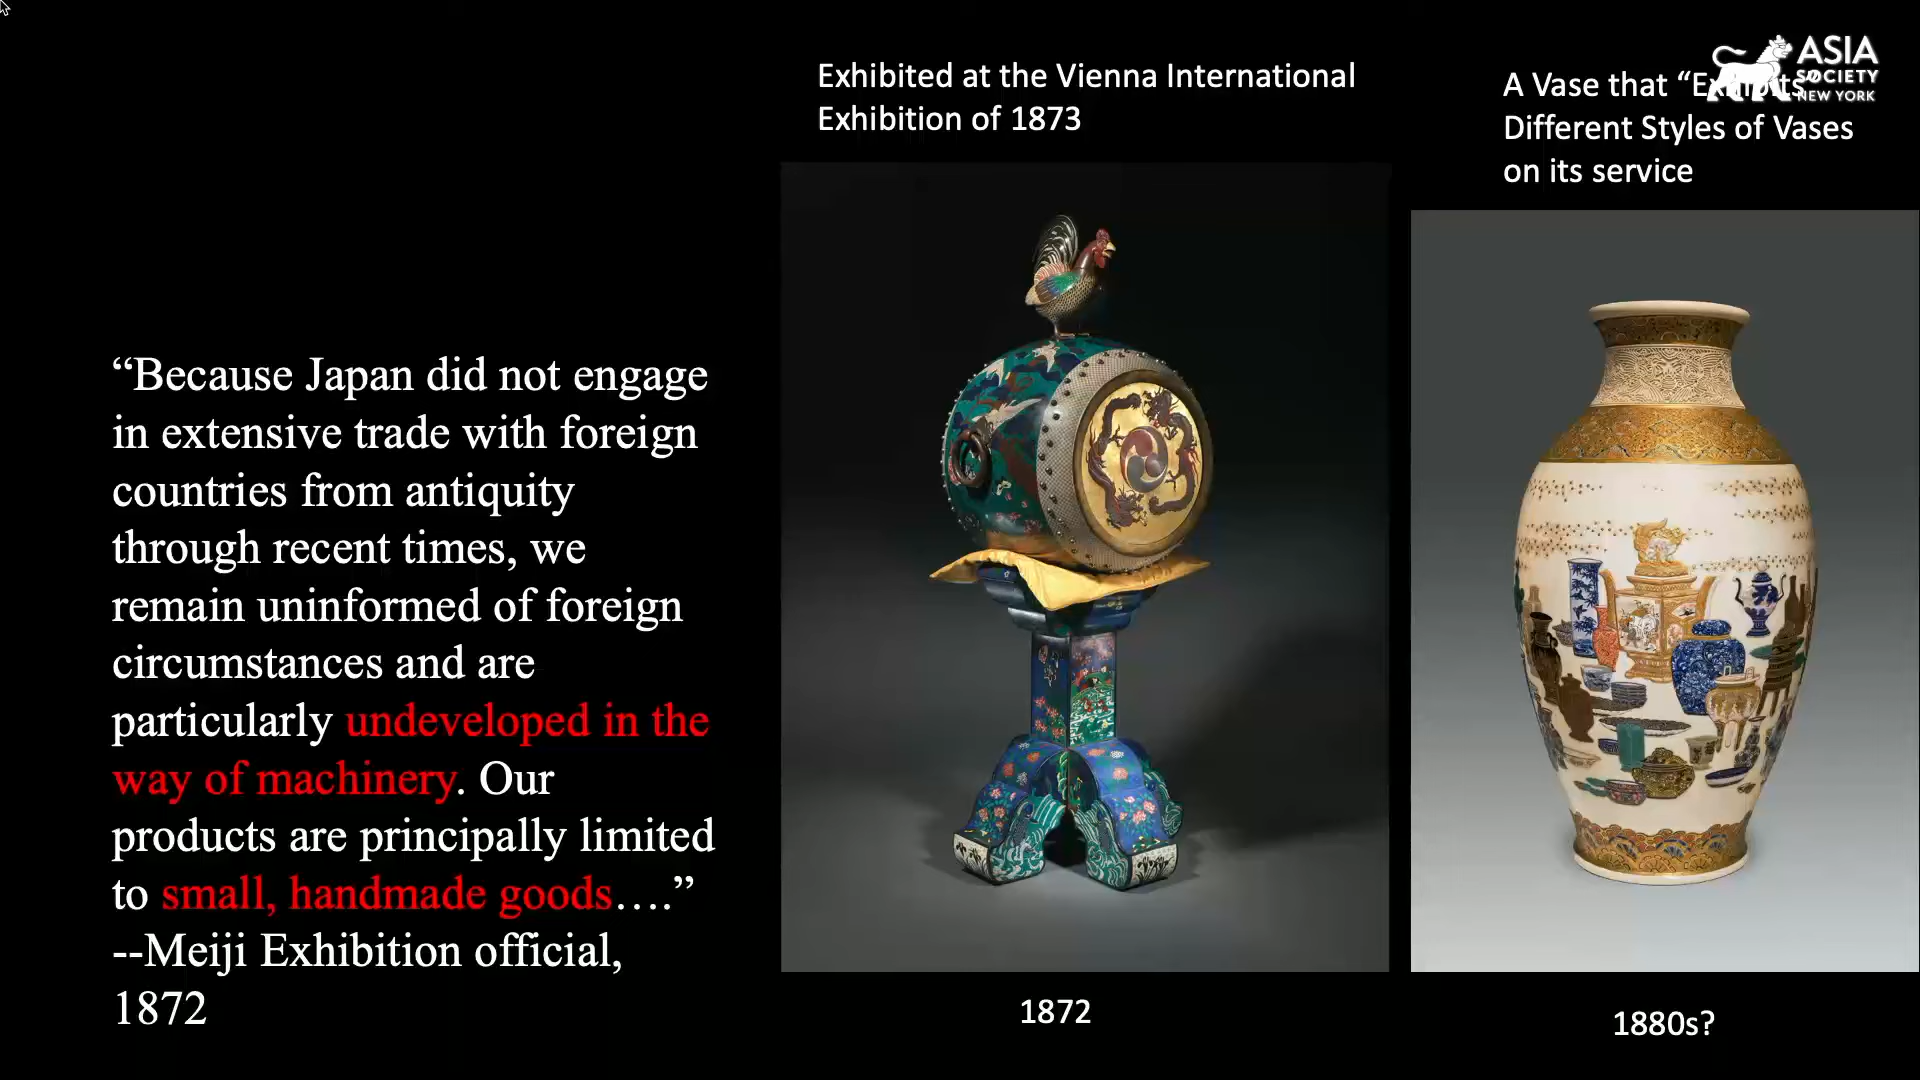 “Because Japan did not engage
in extensive trade with foreign
countries from antiquity
through recent times, we
remain uninformed of foreign
circumstances and are
particularly undeveloped in the
way of machinery. Our
products are principally limited
to small, handmade goods….”
--Meiji Exhibition official,
1872
Exhibited at the Vienna International
Exhibition of 1873
1872
A Vase that “Exhibits”
Different Styles of Vases
on its service
1880s?
ASIA
SOCIETY
NEW YORK